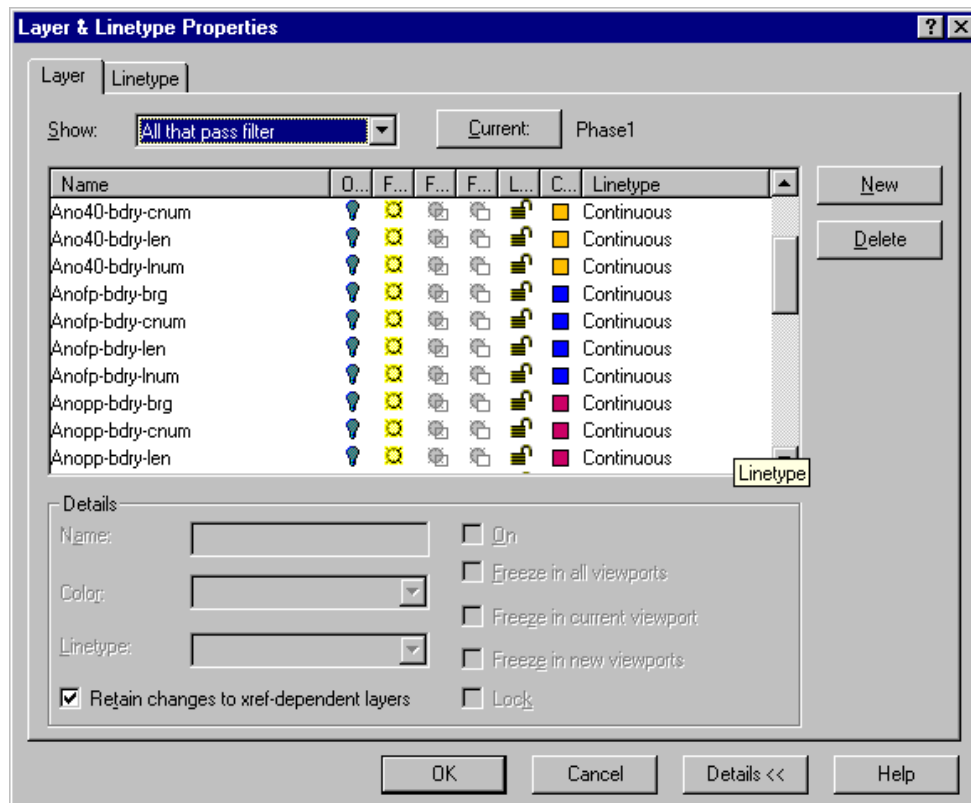 Layer & Linetype Properties
Layer Linetype
Show: All that pass filter Current: Phase1
Name O... F... F... F... L... C... Linetype
Ano40-bdry-cnum Continuous
Ano40-bdry-len Continuous
Ano40-bdry-lnum Continuous
Anofp-bdry-brg Continuous
Anofp-bdry-cnum Continuous
Anofp-bdry-len Continuous
Anofp-bdry-lnum Continuous
Anopp-bdry-brg Continuous
Anopp-bdry-cnum Continuous
Anopp-bdry-len Continuous
New
Delete
Linetype
Details
Name:
Color:
Linetype:
On
Freeze in all viewports
Freeze in current viewport
Freeze in new viewports
Retain changes to xref-dependent layers
Lock
OK Cancel Details << Help